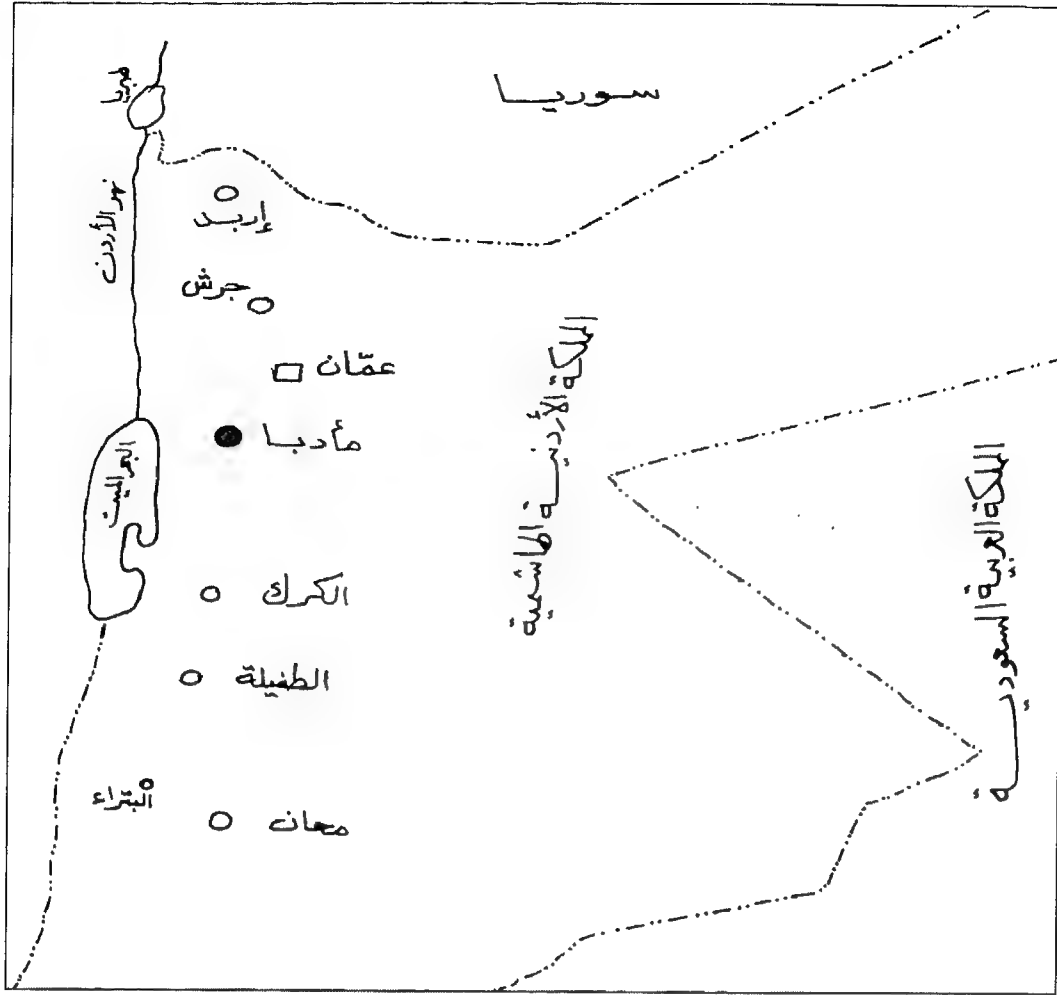 سوريا
طبريا
نهر الأردن
إربد
جرش
عمّان
مأدبا
البحر الميت
المملكة الأردنية الهاشمية
المملكة العربية السعودية
الكرك
الطفيلة
البتراء
معان